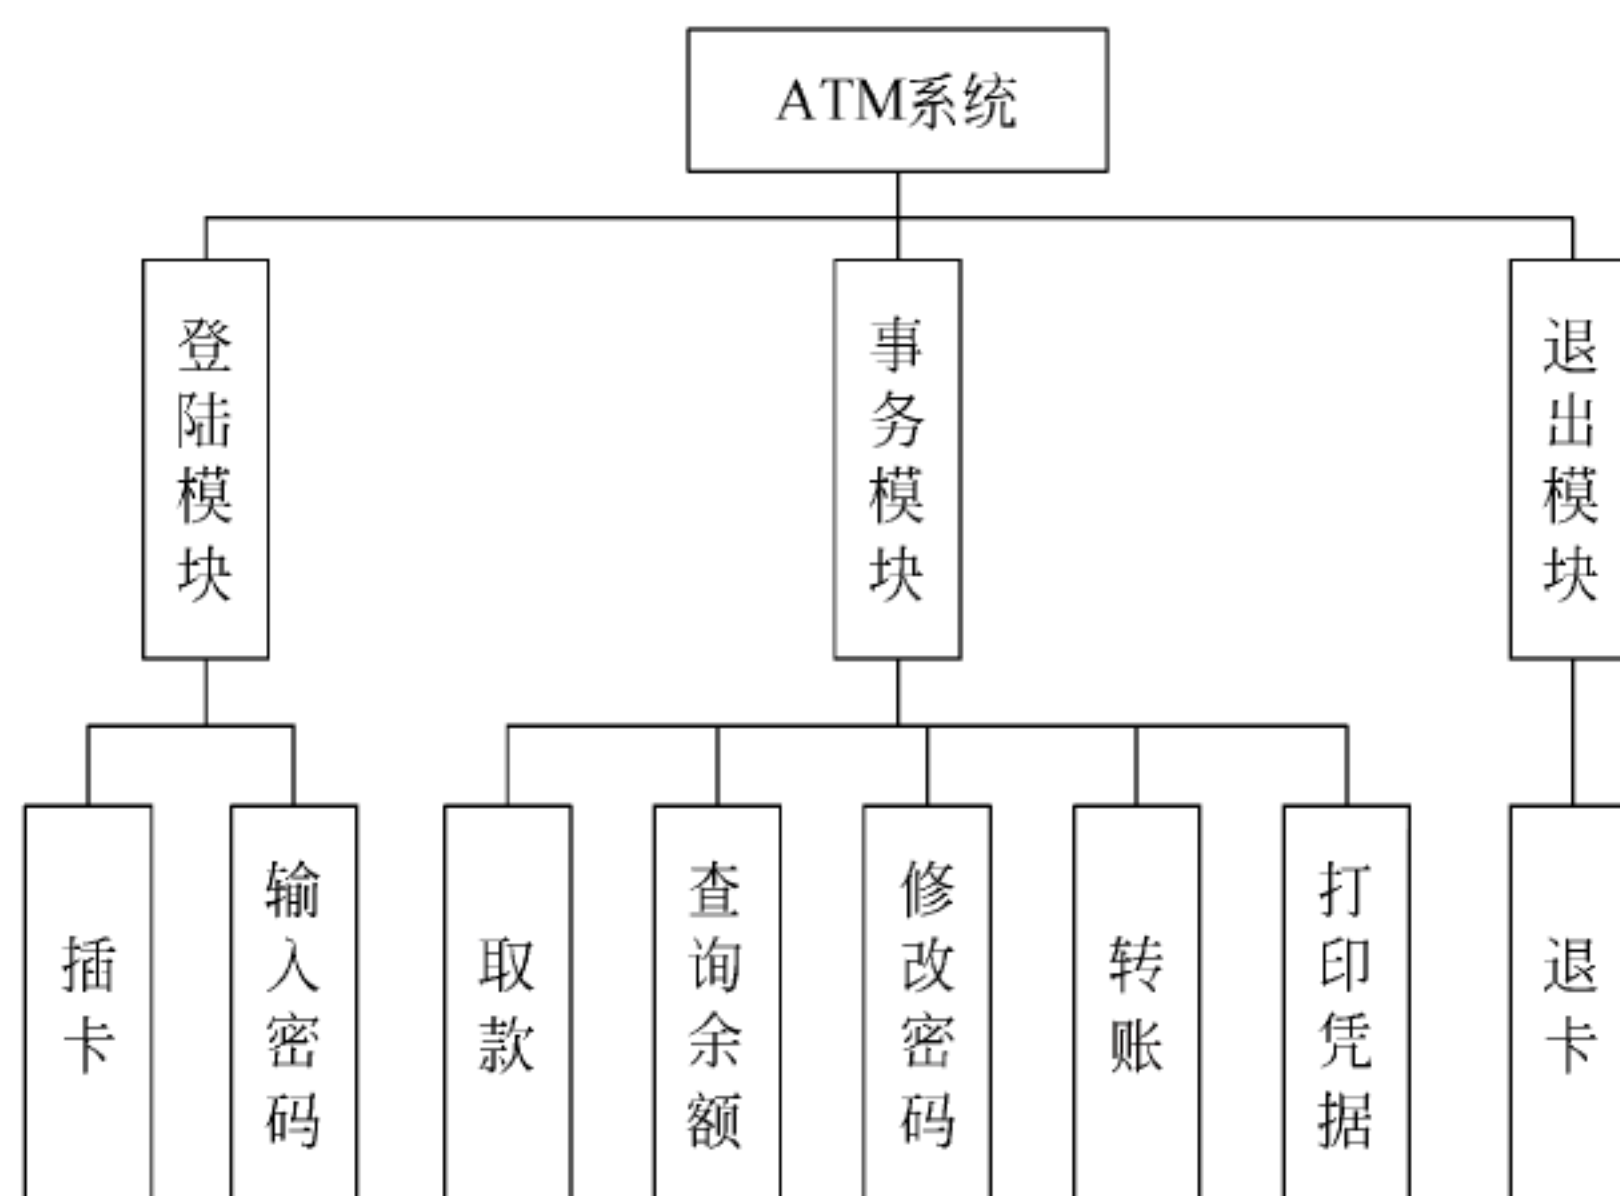 ATM系统
登陆模块
事务模块
退出模块
插卡
输入密码
取款
查询余额
修改密码
转账
打印凭据
退卡